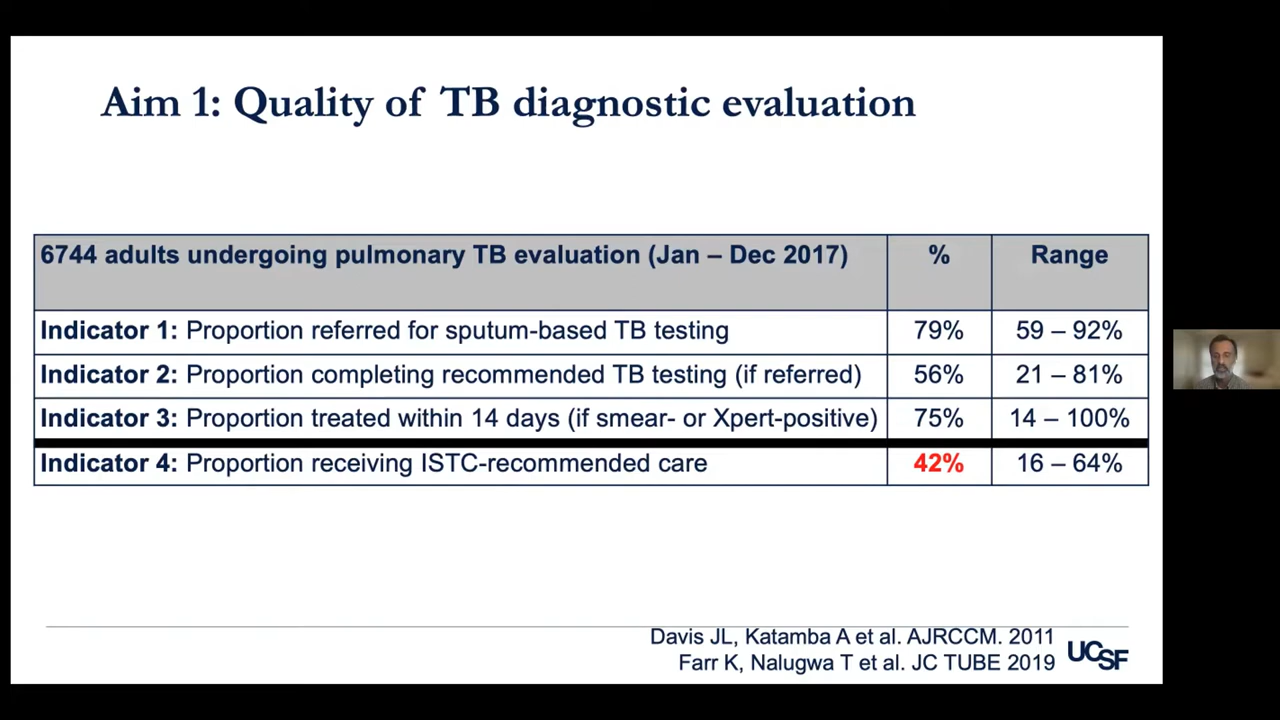 Aim 1: Quality of TB diagnostic evaluation
6744 adults undergoing pulmonary TB evaluation (Jan – Dec 2017) % Range
Indicator 1: Proportion referred for sputum-based TB testing 79% 59 – 92%
Indicator 2: Proportion completing recommended TB testing (if referred) 56% 21 – 81%
Indicator 3: Proportion treated within 14 days (if smear- or Xpert-positive) 75% 14 – 100%
Indicator 4: Proportion receiving ISTC-recommended care 42% 16 – 64%
Davis JL, Katamba A et al. AJRCCM. 2011
Farr K, Nalugwa T et al. JC TUBE 2019
UCSF